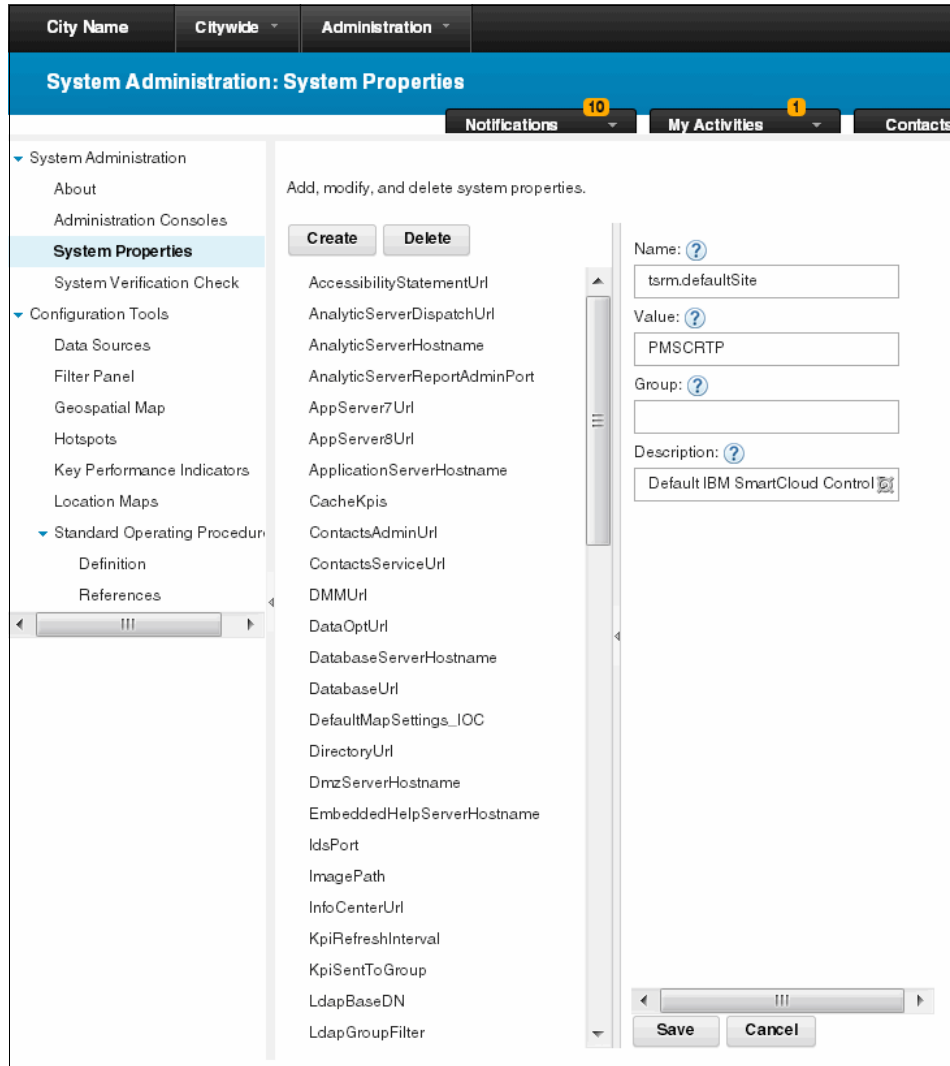 City Name Citywide Administration
System Administration: System Properties
10 1
Notifications My Activities Contacts
System Administration
About
Administration Consoles
System Properties
System Verification Check
Configuration Tools
Data Sources
Filter Panel
Geospatial Map
Hotspots
Key Performance Indicators
Location Maps
Standard Operating Procedur
Definition
References
Add, modify, and delete system properties.
Create Delete
AccessibilityStatementUrl
AnalyticServerDispatchUrl
AnalyticServerHostname
AnalyticServerReportAdminPort
AppServer7Url
AppServer8Url
ApplicationServerHostname
CacheKpis
ContactsAdminUrl
ContactsServiceUrl
DMMUrl
DataOptUrl
DatabaseServerHostname
DatabaseUrl
DefaultMapSettings_IOC
DirectoryUrl
DmzServerHostname
EmbeddedHelpServerHostname
IdsPort
ImagePath
InfoCenterUrl
KpiRefreshInterval
KpiSentToGroup
LdapBaseDN
LdapGroupFilter
Name: ?
tsrm.defaultSite
Value: ?
PMSCRTP
Group: ?
Description: ?
Default IBM SmartCloud Control
Save Cancel